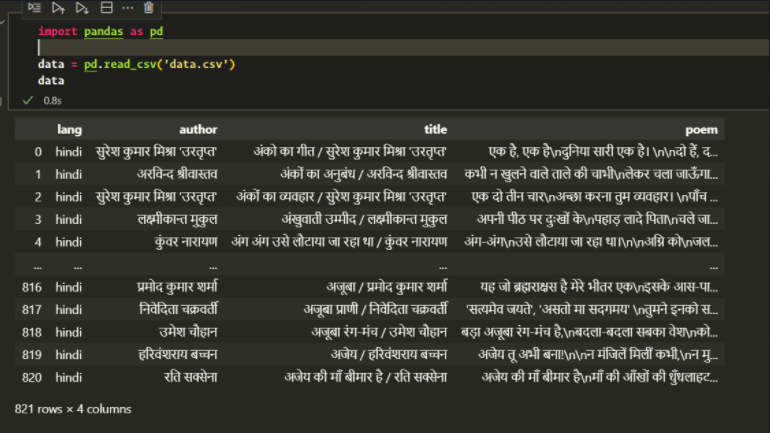 import pandas as pd
data = pd.read_csv('data.csv')
data
0.8s
lang author title poem
0 hindi सुरेश कुमार मिश्रा 'उरतृप्त' अंको का गीत / सुरेश कुमार मिश्रा 'उरतृप्त' एक है, एक है\nदुनिया सारी एक है। \n\nदो हैं, द...
1 hindi अरविन्द श्रीवास्तव अंकों का अनुबंध / अरविन्द श्रीवास्तव कभी न खुलने वाले ताले की चाभी\nलेकर चला जाऊँगा...
2 hindi सुरेश कुमार मिश्रा 'उरतृप्त' अंकों का व्यवहार / सुरेश कुमार मिश्रा 'उरतृप्त' एक दो तीन चार\nअच्छा करना तुम व्यवहार। \nपाँच ...
3 hindi लक्ष्मीकान्त मुकुल अंखुवाती उम्मीद / लक्ष्मीकान्त मुकुल अपनी पीठ पर दुःखों के\nपहाड़ लादे पिता\nचले जा...
4 hindi कुंवर नारायण अंग अंग उसे लौटाया जा रहा था / कुंवर नारायण अंग-अंग\nउसे लौटाया जा रहा था।\n\nअग्नि को\nजल...
... ... ... ... ...
816 hindi प्रमोद कुमार शर्मा अजूबा / प्रमोद कुमार शर्मा यह जो ब्रह्मराक्षस है मेरे भीतर एक\nइसके आस-पा...
817 hindi निवेदिता चक्रवर्ती अजूबा प्राणी / निवेदिता चक्रवर्ती 'सत्यमेव जयते', 'असतो मा सदगमय' \nतुमने इनको स...
818 hindi उमेश चौहान अजूबा रंग-मंच / उमेश चौहान बड़ा अजूबा रंग-मंच है,\nबदला-बदला सबका वेश\nको...
819 hindi हरिवंशराय बच्चन अजेय / हरिवंशराय बच्चन अजेय तू अभी बना!\n\nन मंजिलें मिलीं कभी,\nन मु...
820 hindi रति सक्सेना अजेय की माँ बीमार है / रति सक्सेना अजेय की माँ बीमार है\nमाँ की आँखों की धुँधलाहट...
821 rows × 4 columns